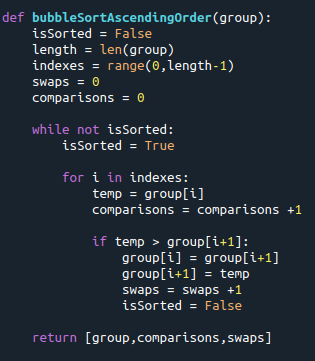 def bubbleSortAscendingOrder(group):
    isSorted = False
    length = len(group)
    indexes = range(0,length-1)
    swaps = 0
    comparisons = 0

    while not isSorted:
        isSorted = True

        for i in indexes:
            temp = group[i]
            comparisons = comparisons +1

            if temp > group[i+1]:
                group[i] = group[i+1]
                group[i+1] = temp
                swaps = swaps +1
                isSorted = False

    return [group,comparisons,swaps]